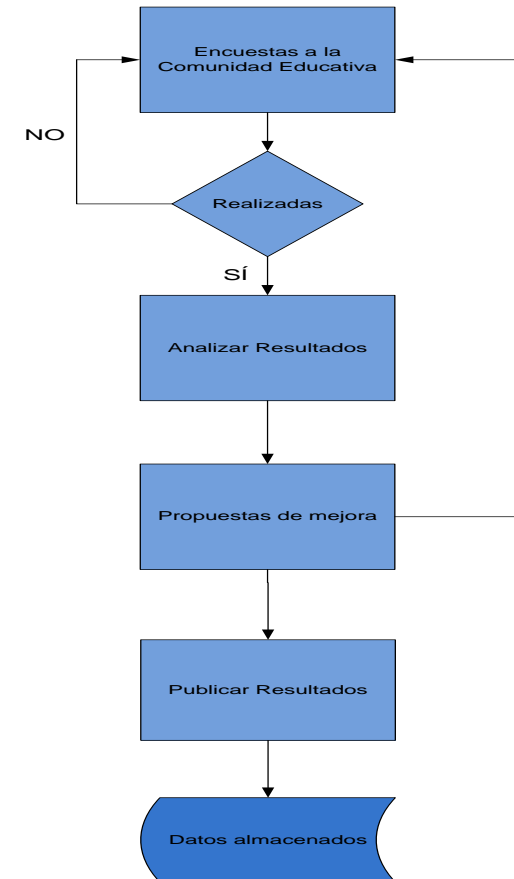 Encuestas a la
Comunidad Educativa
NO
Realizadas
SÍ
Analizar Resultados
Propuestas de mejora
Publicar Resultados
Datos almacenados